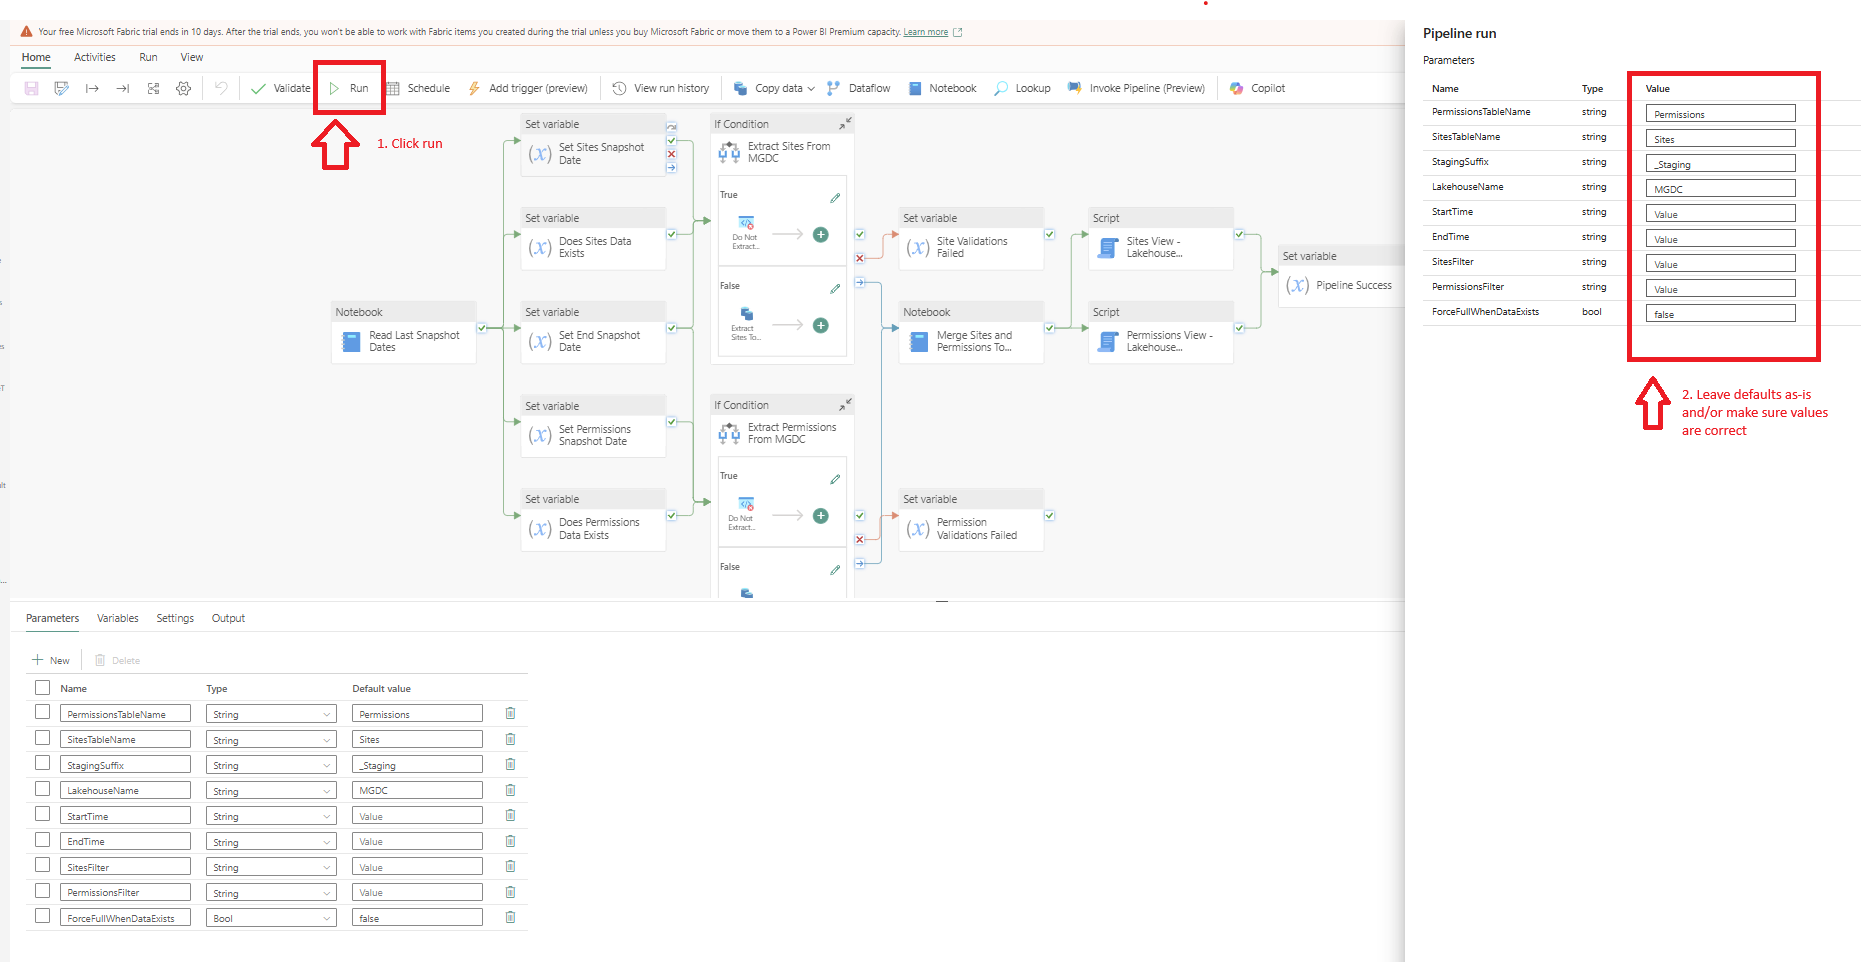 Your free Microsoft Fabric trial ends in 10 days. After the trial ends, you won't be able to work with Fabric items you created during the trial unless you buy Microsoft Fabric or move them to a Power BI Premium capacity. Learn more
Home Activities Run View
Validate Run Schedule Add trigger (preview) View run history Copy data Dataflow Notebook Lookup Invoke Pipeline (Preview) Copilot
1. Click run
Set variable
Set Sites Snapshot
Date
Set variable
Does Sites Data
Exists
Notebook
Read Last Snapshot
Dates
Set variable
Set End Snapshot
Date
Set variable
Set Permissions
Snapshot Date
Set variable
Does Permissions
Data Exists
If Condition
Extract Sites From
MGDC
True
Do Not
Extract...
False
Extract
Sites To...
If Condition
Extract Permissions
From MGDC
True
Do Not
Extract...
False
Set variable
Site Validations
Failed
Notebook
Merge Sites and
Permissions To...
Set variable
Permission
Validations Failed
Script
Sites View -
Lakehouse...
Script
Permissions View -
Lakehouse...
Set variable
Pipeline Success
Parameters Variables Settings Output
New Delete
Name Type Default value
PermissionsTableName String Permissions
SitesTableName String Sites
StagingSuffix String _Staging
LakehouseName String MGDC
StartTime String Value
EndTime String Value
SitesFilter String Value
PermissionsFilter String Value
ForceFullWhenDataExists Bool false
Pipeline run
Parameters
Name Type Value
PermissionsTableName string Permissions
SitesTableName string Sites
StagingSuffix string _Staging
LakehouseName string MGDC
StartTime string Value
EndTime string Value
SitesFilter string Value
PermissionsFilter string Value
ForceFullWhenDataExists bool false
2. Leave defaults as-is
and/or make sure values
are correct